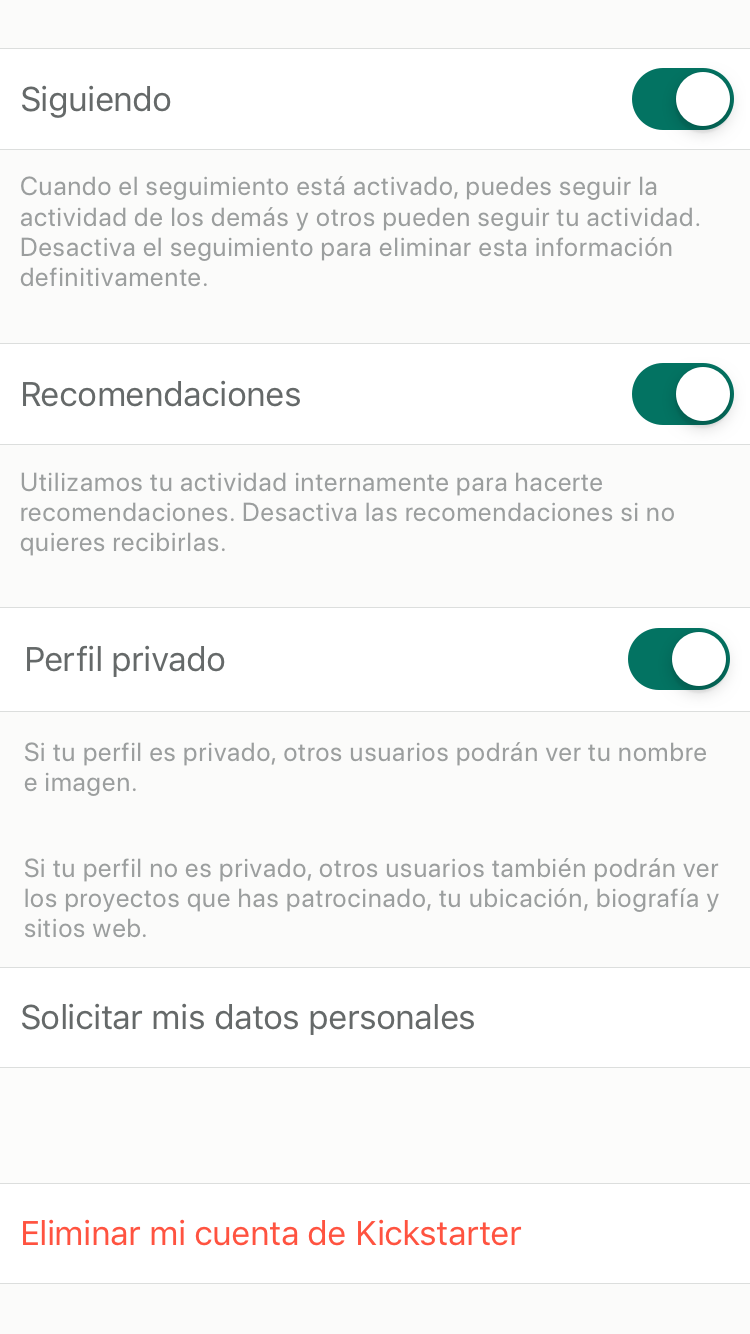 Siguiendo
Cuando el seguimiento está activado, puedes seguir la
actividad de los demás y otros pueden seguir tu actividad.
Desactiva el seguimiento para eliminar esta información
definitivamente.
Recomendaciones
Utilizamos tu actividad internamente para hacerte
recomendaciones. Desactiva las recomendaciones si no
quieres recibirlas.
Perfil privado
Si tu perfil es privado, otros usuarios podrán ver tu nombre
e imagen.
Si tu perfil no es privado, otros usuarios también podrán ver
los proyectos que has patrocinado, tu ubicación, biografía y
sitios web.
Solicitar mis datos personales
Eliminar mi cuenta de Kickstarter